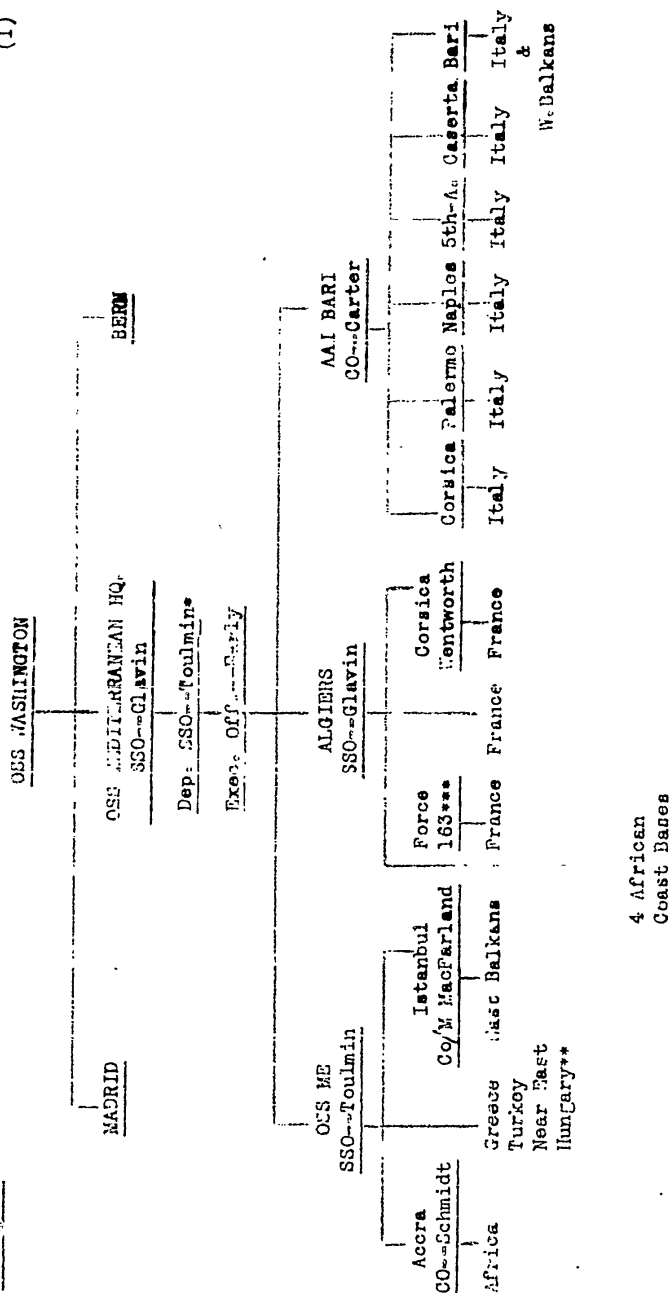 (1)
OSS WASHINGTON
MADRID
BERN
OSS MEDITERRANEAN HQ.
SSO--Glavin
Dep. SSO--Toulmin*
Exec. Off.--Early
OSS ME
SSO--Toulmin
ALGIERS
SSO--Glavin
AAI BARI
CO--Carter
Accra
CO--Schmidt
Africa
Greece
Turkey
Near East
Hungary**
Istanbul
Co/M MacFarland
East Balkans
4 African
Coast Bases
Force
163***
France
France
Corsica
Wentworth
France
Corsica Palermo Naples 5th-A. Caserta Bari
Italy Italy Italy Italy Italy Italy
&
W. Balkans